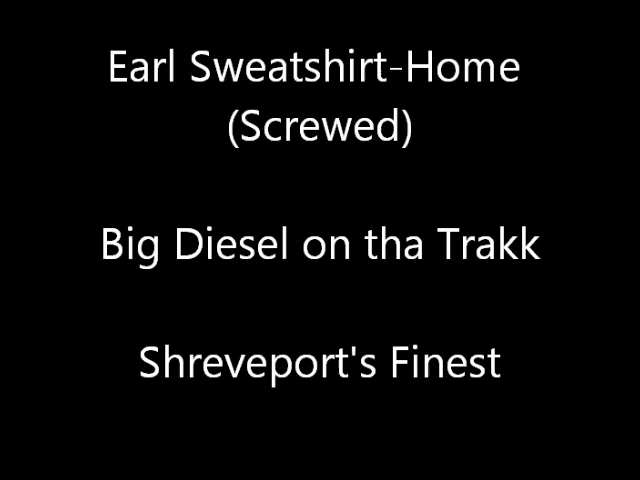 Earl Sweatshirt-Home
(Screwed)
Big Diesel on tha Trakk
Shreveport's Finest